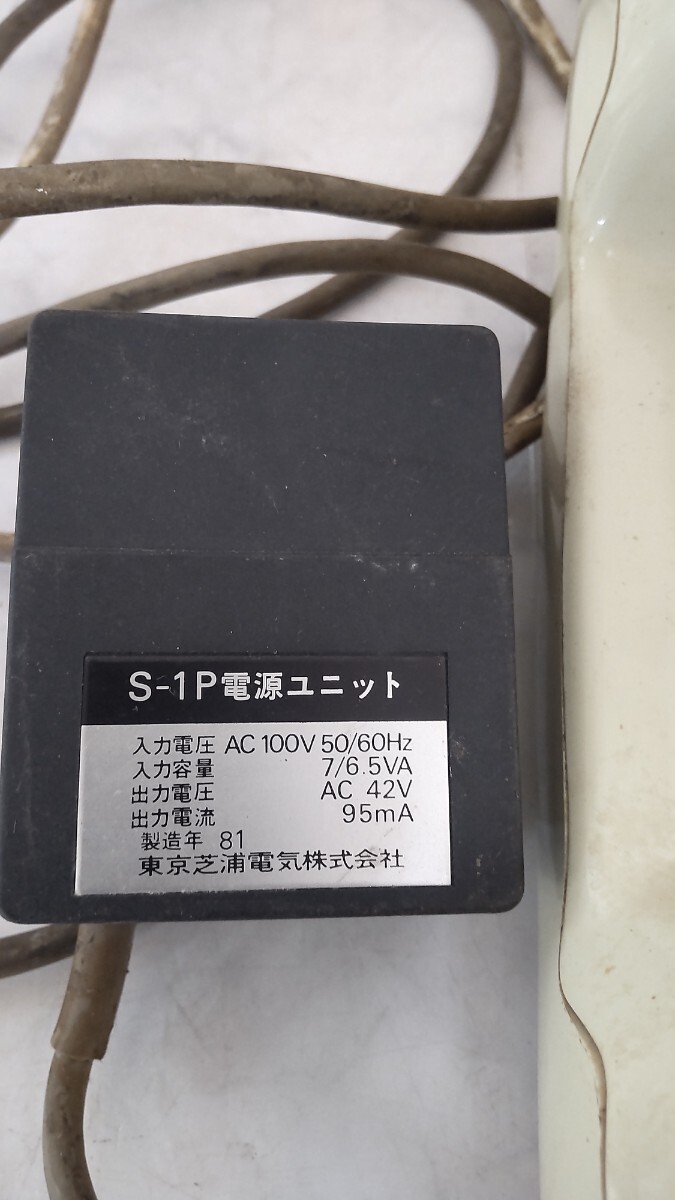 S-1P電源ユニット
入力電圧 AC 100V 50/60Hz
入力容量 7/6.5VA
出力電圧 AC 42V
出力電流 95mA
製造年 81
東京芝浦電気株式会社